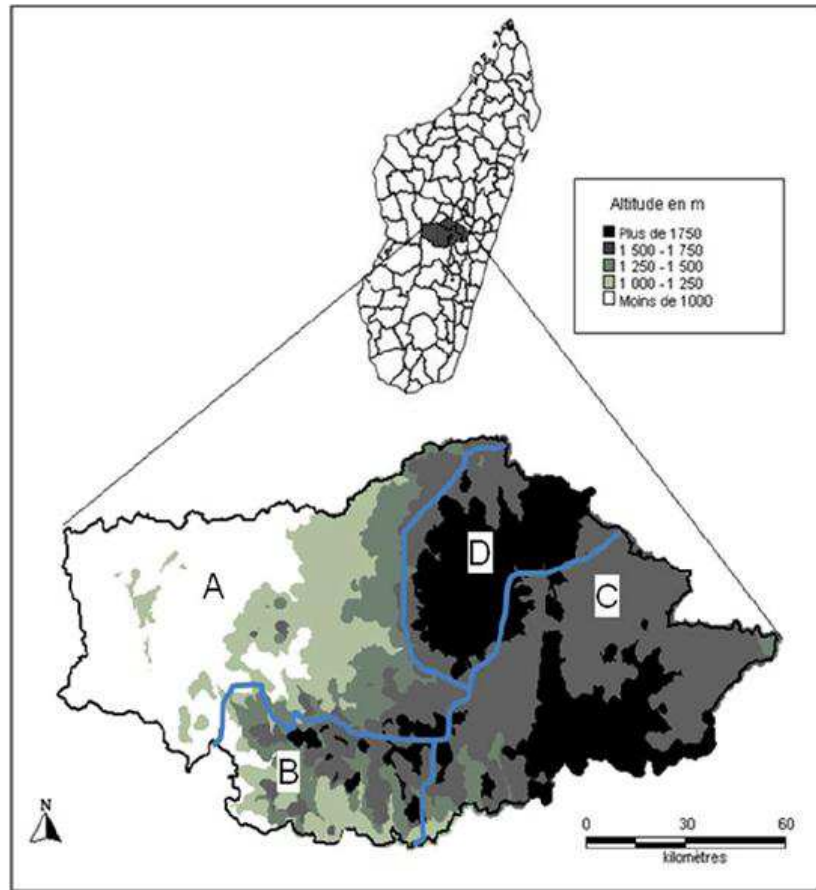 Altitude en m
Plus de 1750
1 500 - 1 750
1 250 - 1 500
1 000 - 1 250
Moins de 1000
A
D
C
B
N
0 30 60
kilomètres